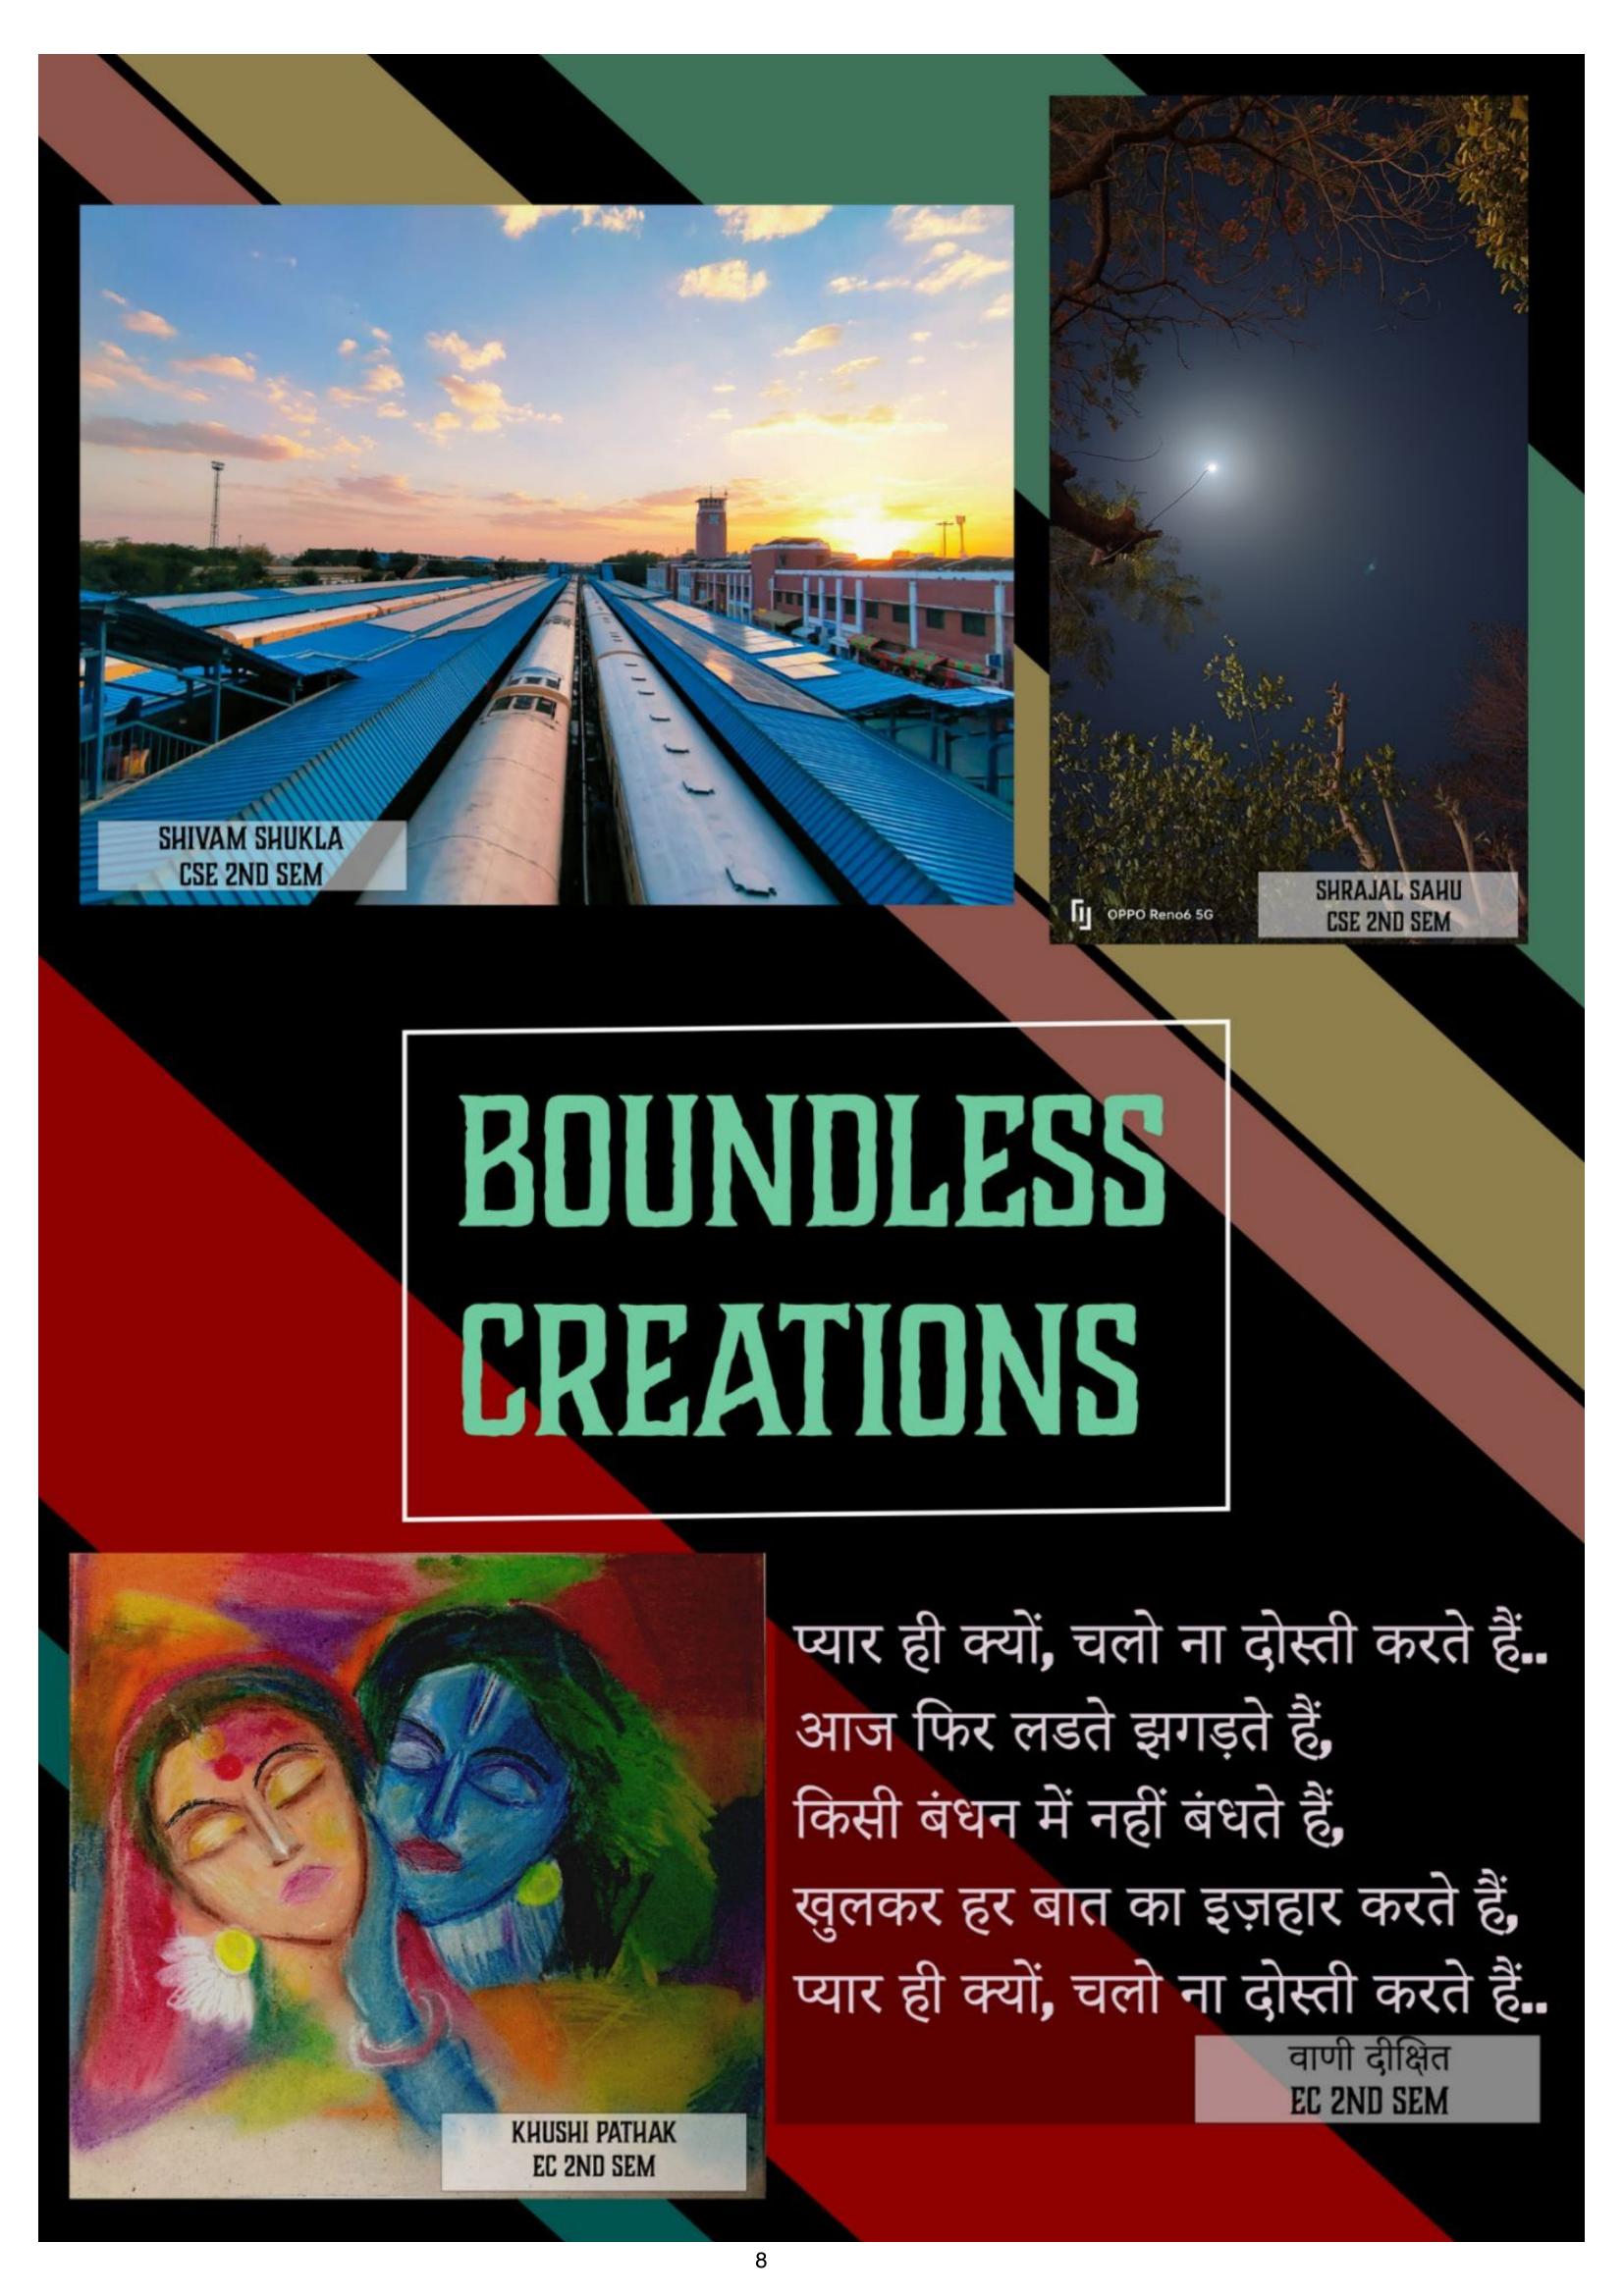 SHIVAM SHUKLA
CSE 2ND SEM
OPPO Reno6 5G
SHRAJAL SAHU
CSE 2ND SEM
BOUNDLESS
CREATIONS
प्यार ही क्यों, चलो ना दोस्ती करते हैं..
आज फिर लडते झगड़ते हैं,
किसी बंधन में नहीं बंधते हैं,
खुलकर हर बात का इज़हार करते हैं,
प्यार ही क्यों, चलो ना दोस्ती करते हैं..
वाणी दीक्षित
EC 2ND SEM
KHUSHI PATHAK
EC 2ND SEM
8